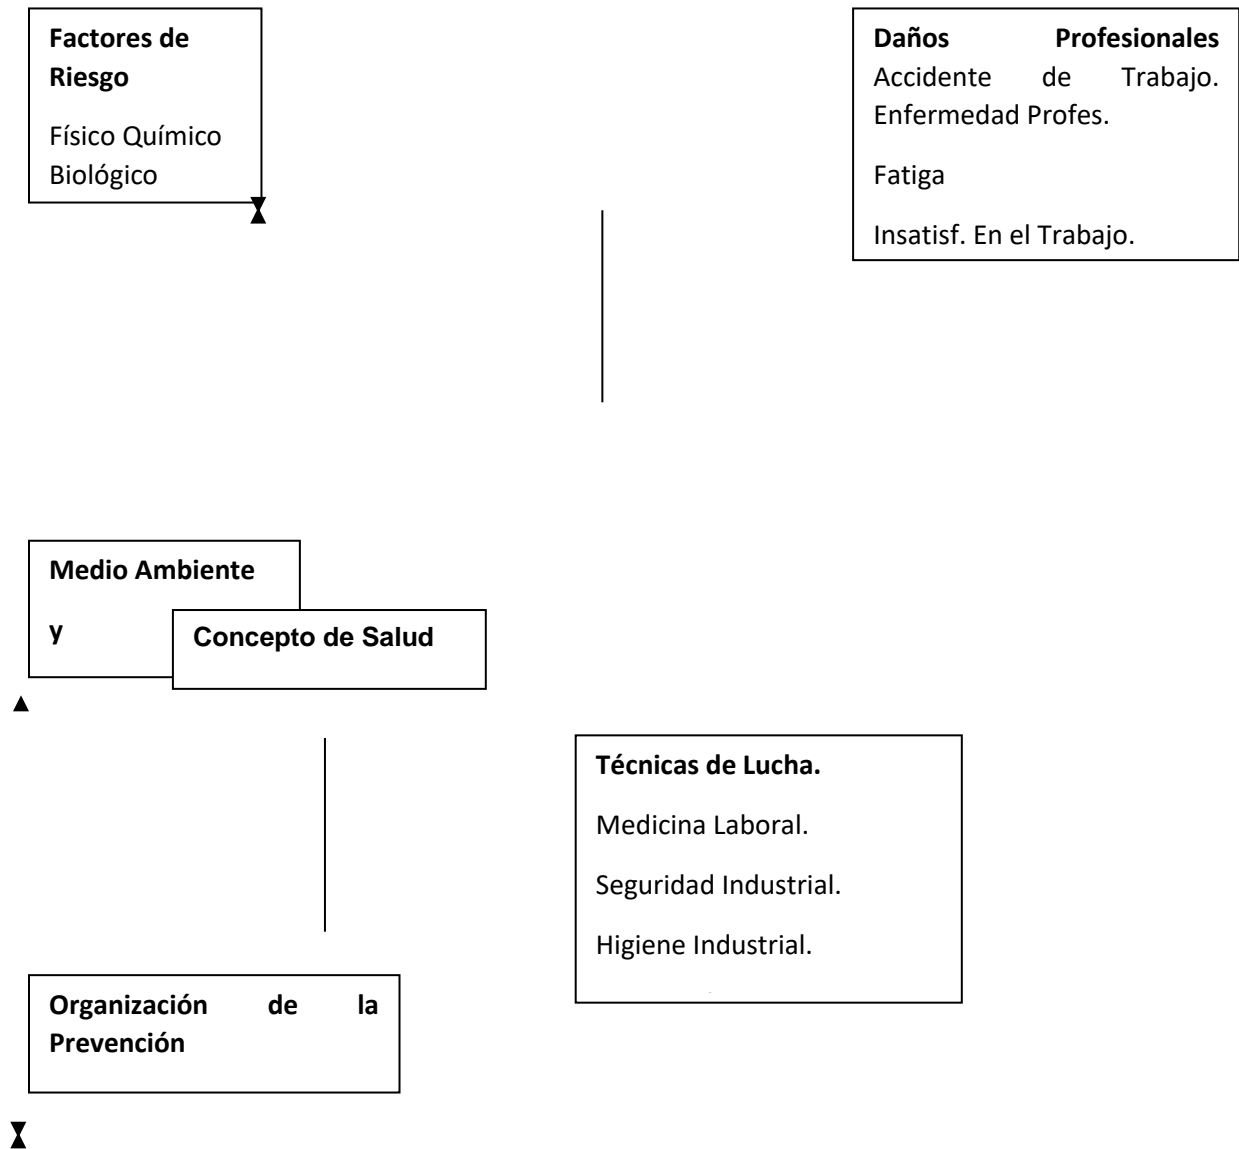 Factores de
Riesgo
Físico Químico
Biológico
Daños Profesionales
Accidente de Trabajo.
Enfermedad Profes.
Fatiga
Insatisf. En el Trabajo.
Medio Ambiente
y
Concepto de Salud
Técnicas de Lucha.
Medicina Laboral.
Seguridad Industrial.
Higiene Industrial.
Organización de la
Prevención